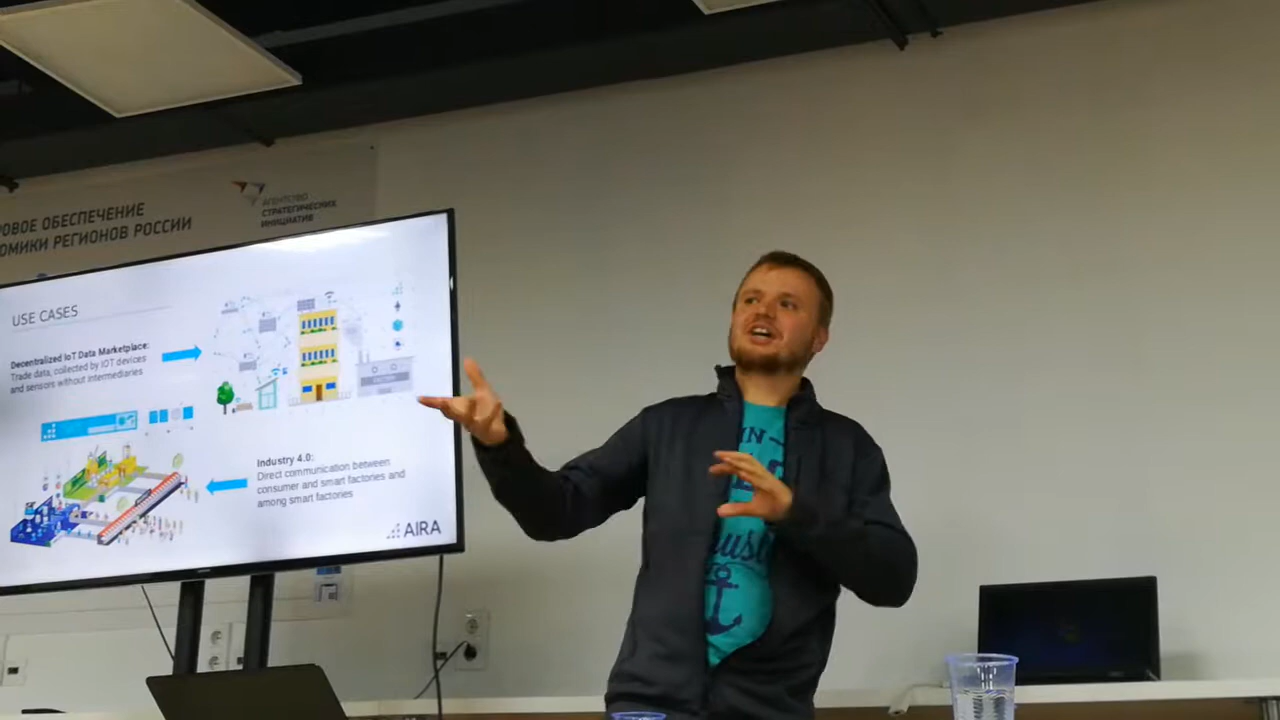 РОВОЕ ОБЕСПЕЧЕНИЕ
ОМИКИ РЕГИОНОВ РОССИИ
АГЕНТСТВО
СТРАТЕГИЧЕСКИХ
ИНИЦИАТИВ
USE CASES
Decentralized IoT Data Marketplace:
Trade data, collected by IOT devices
and sensors without intermediaries
Industry 4.0:
Direct communication between
consumer and smart factories and
among smart factories
AIRA
IN